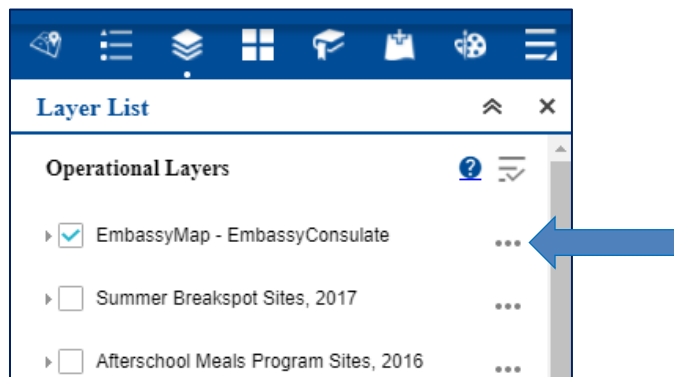 Layer List
Operational Layers
EmbassyMap - EmbassyConsulate
Summer Breakspot Sites, 2017
Afterschool Meals Program Sites, 2016